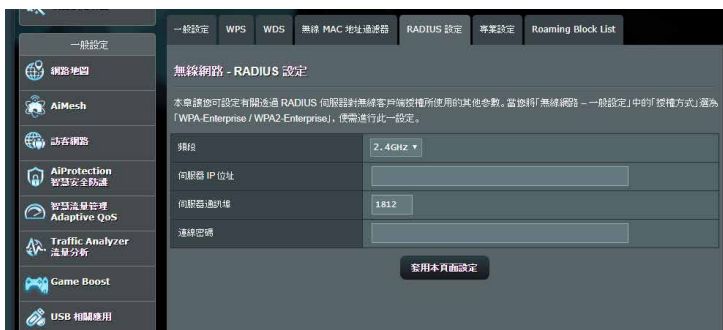 一般設定
網路地圖
AiMesh
訪客網路
AiProtection
智慧安全防護
智慧流量管理
Adaptive QoS
Traffic Analyzer
流量分析
Game Boost
USB 相關應用
一般設定 WPS WDS 無線 MAC 地址過濾器 RADIUS 設定 專業設定 Roaming Block List
無線網路 - RADIUS 設定
本章讓您可設定有關透過 RADIUS 伺服器對無線客戶端授權所使用的其他參數。當您將「無線網路 – 一般設定」中的「授權方式」選為
「WPA-Enterprise / WPA2-Enterprise」，便需進行此一設定。
頻段 2.4GHz
伺服器 IP 位址
伺服器通訊埠 1812
連線密碼
套用本頁面設定